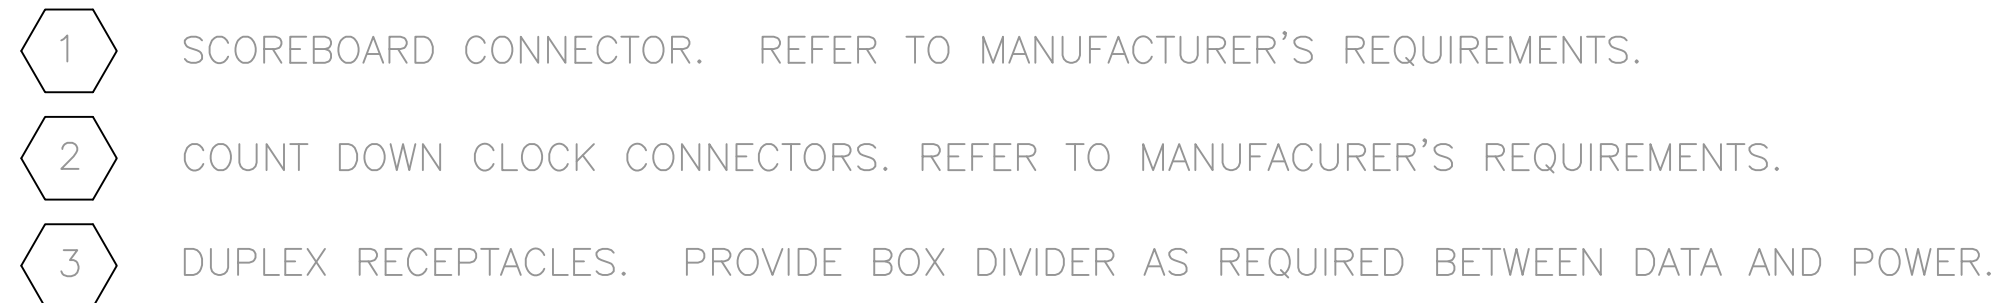 1 SCOREBOARD CONNECTOR. REFER TO MANUFACTURER'S REQUIREMENTS.
2 COUNT DOWN CLOCK CONNECTORS. REFER TO MANUFACURER'S REQUIREMENTS.
3 DUPLEX RECEPTACLES. PROVIDE BOX DIVIDER AS REQUIRED BETWEEN DATA AND POWER.